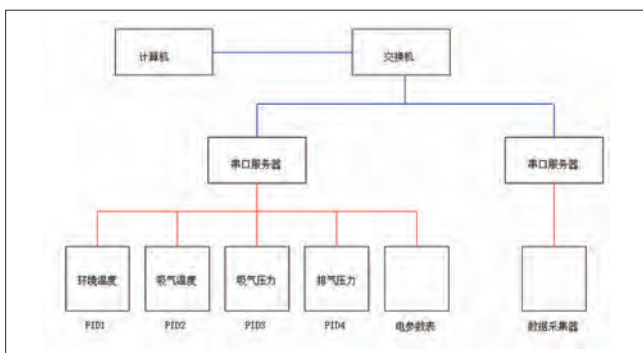 计算机
交换机
串口服务器
串口服务器
环境温度
吸气温度
吸气压力
排气压力
PID1
PID2
PID3
PID4
电参数表
数据采集器